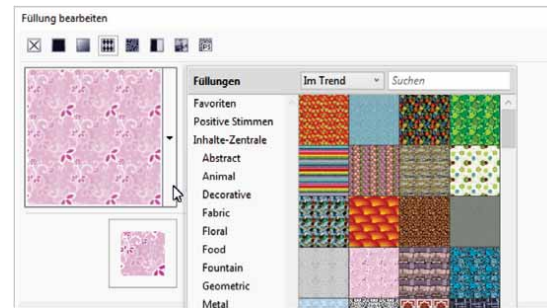 Füllung bearbeiten
Füllungen
Im Trend
Suchen
Favoriten
Positive Stimmen
Inhalte-Zentrale
Abstract
Animal
Decorative
Fabric
Floral
Food
Fountain
Geometric
Metal